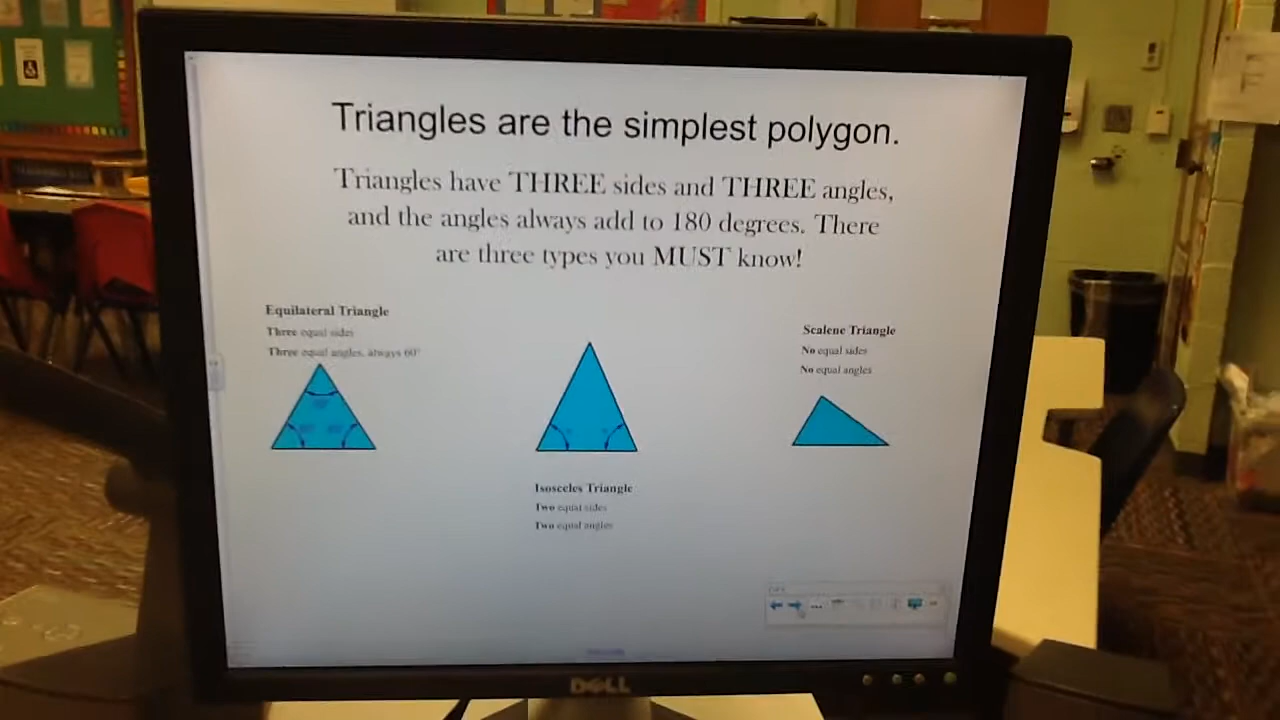 Triangles are the simplest polygon.
Triangles have THREE sides and THREE angles,
and the angles always add to 180 degrees. There
are three types you MUST know!
Equilateral Triangle
Three equal sides
Three equal angles, always 60°
Scalene Triangle
No equal sides
No equal angles
Isosceles Triangle
Two equal sides
Two equal angles
DELL